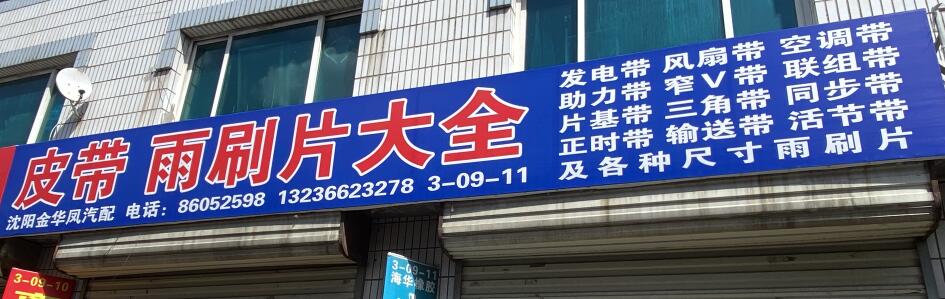 皮带 雨刷片大全
沈阳金华凤汽配 电话：86052598 13236623278 3-09-11
发电带 风扇带 空调带
助力带 窄V带 联组带
片基带 三角带 同步带
正时带 输送带 活节带
及各种尺寸雨刷片
3-09-10
3-09-11
海华橡胶